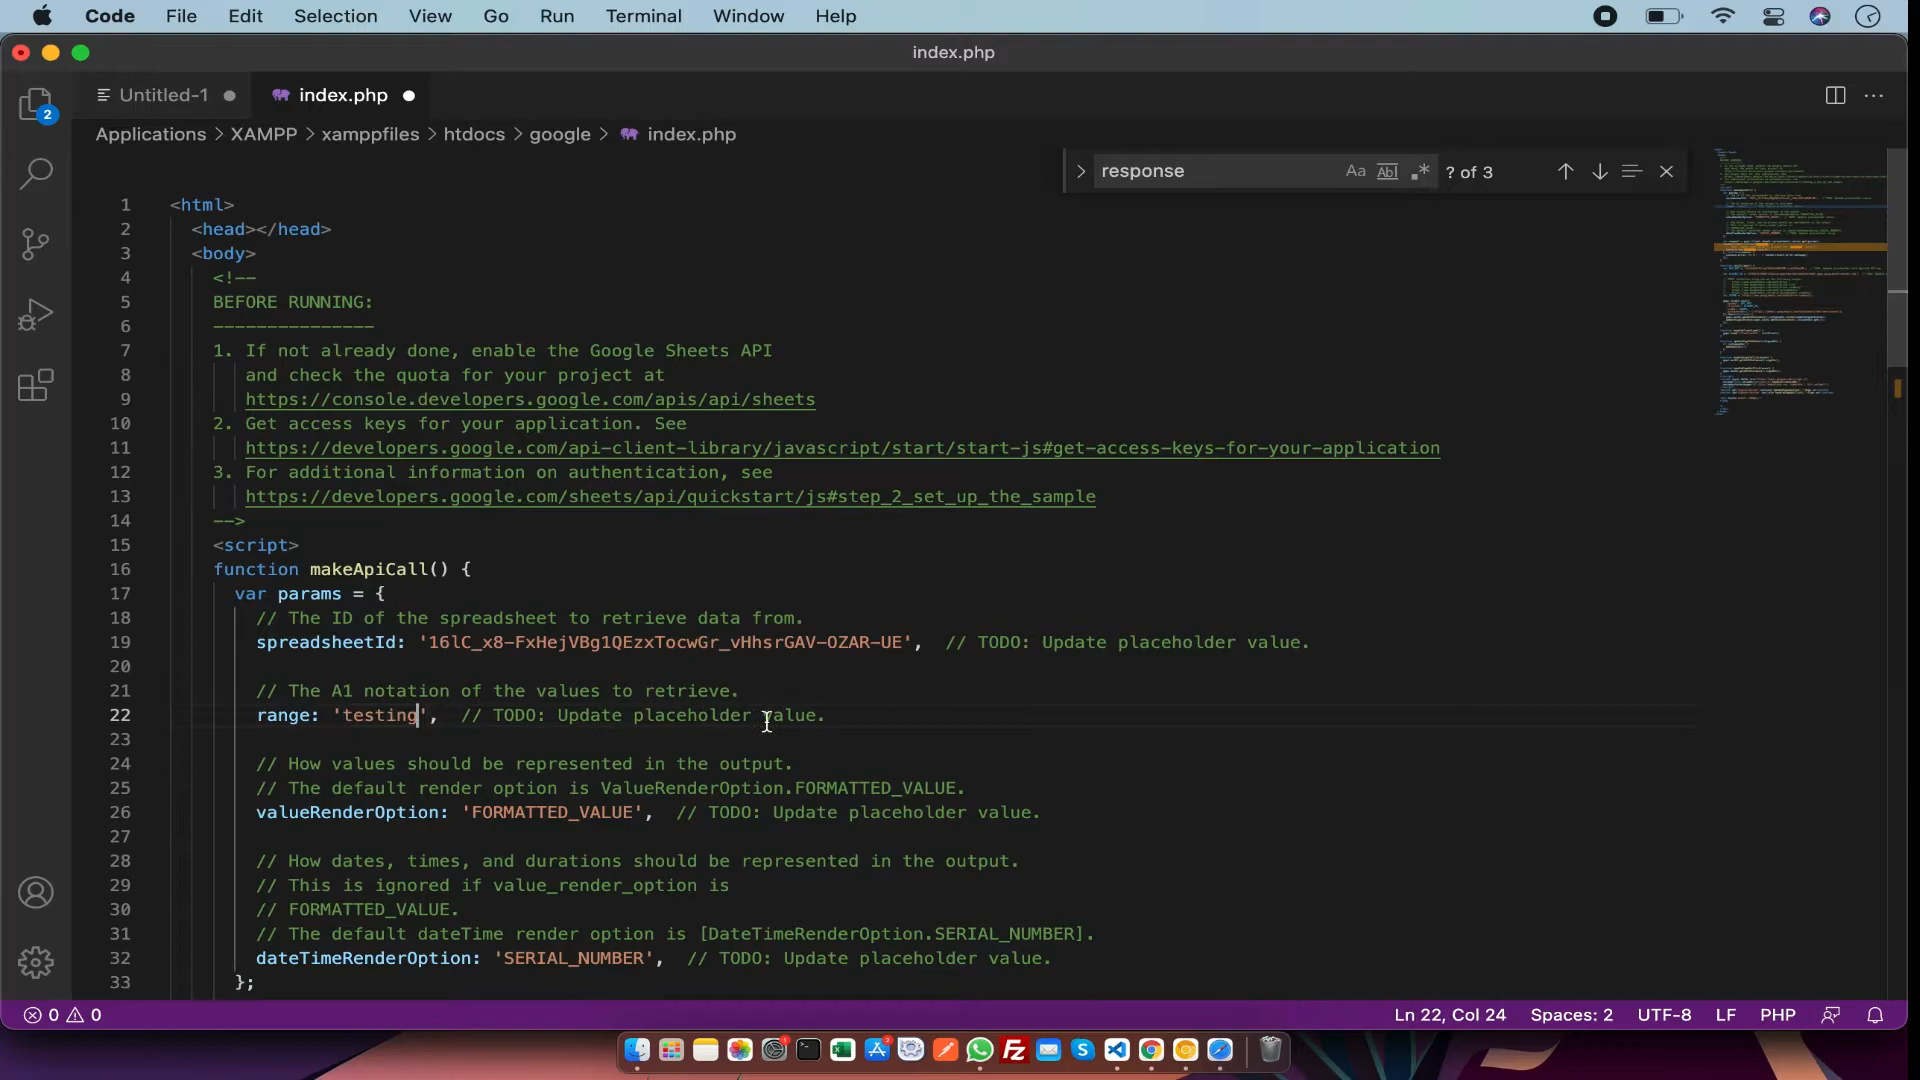 Code File Edit Selection View Go Run Terminal Window Help
index.php
Untitled-1 index.php
Applications > XAMPP > xamppfiles > htdocs > google > index.php
response Aa Abl .* ? of 3
2
1 <html>
2 <head></head>
3 <body>
4 <!--
5 BEFORE RUNNING:
6 ---------------
7 1. If not already done, enable the Google Sheets API
8 and check the quota for your project at
9 https://console.developers.google.com/apis/api/sheets
10 2. Get access keys for your application. See
11 https://developers.google.com/api-client-library/javascript/start/start-js#get-access-keys-for-your-application
12 3. For additional information on authentication, see
13 https://developers.google.com/sheets/api/quickstart/js#step_2_set_up_the_sample
14 -->
15 <script>
16 function makeApiCall() {
17 var params = {
18 // The ID of the spreadsheet to retrieve data from.
19 spreadsheetId: '16lC_x8-FxHejVBg1QEzxTocwGr_vHhsrGAV-OZAR-UE', // TODO: Update placeholder value.
20
21 // The A1 notation of the values to retrieve.
22 range: 'testing', // TODO: Update placeholder value.
23
24 // How values should be represented in the output.
25 // The default render option is ValueRenderOption.FORMATTED_VALUE.
26 valueRenderOption: 'FORMATTED_VALUE', // TODO: Update placeholder value.
27
28 // How dates, times, and durations should be represented in the output.
29 // This is ignored if value_render_option is
30 // FORMATTED_VALUE.
31 // The default dateTime render option is [DateTimeRenderOption.SERIAL_NUMBER].
32 dateTimeRenderOption: 'SERIAL_NUMBER', // TODO: Update placeholder value.
33 };
0 0 Ln 22, Col 24 Spaces: 2 UTF-8 LF PHP